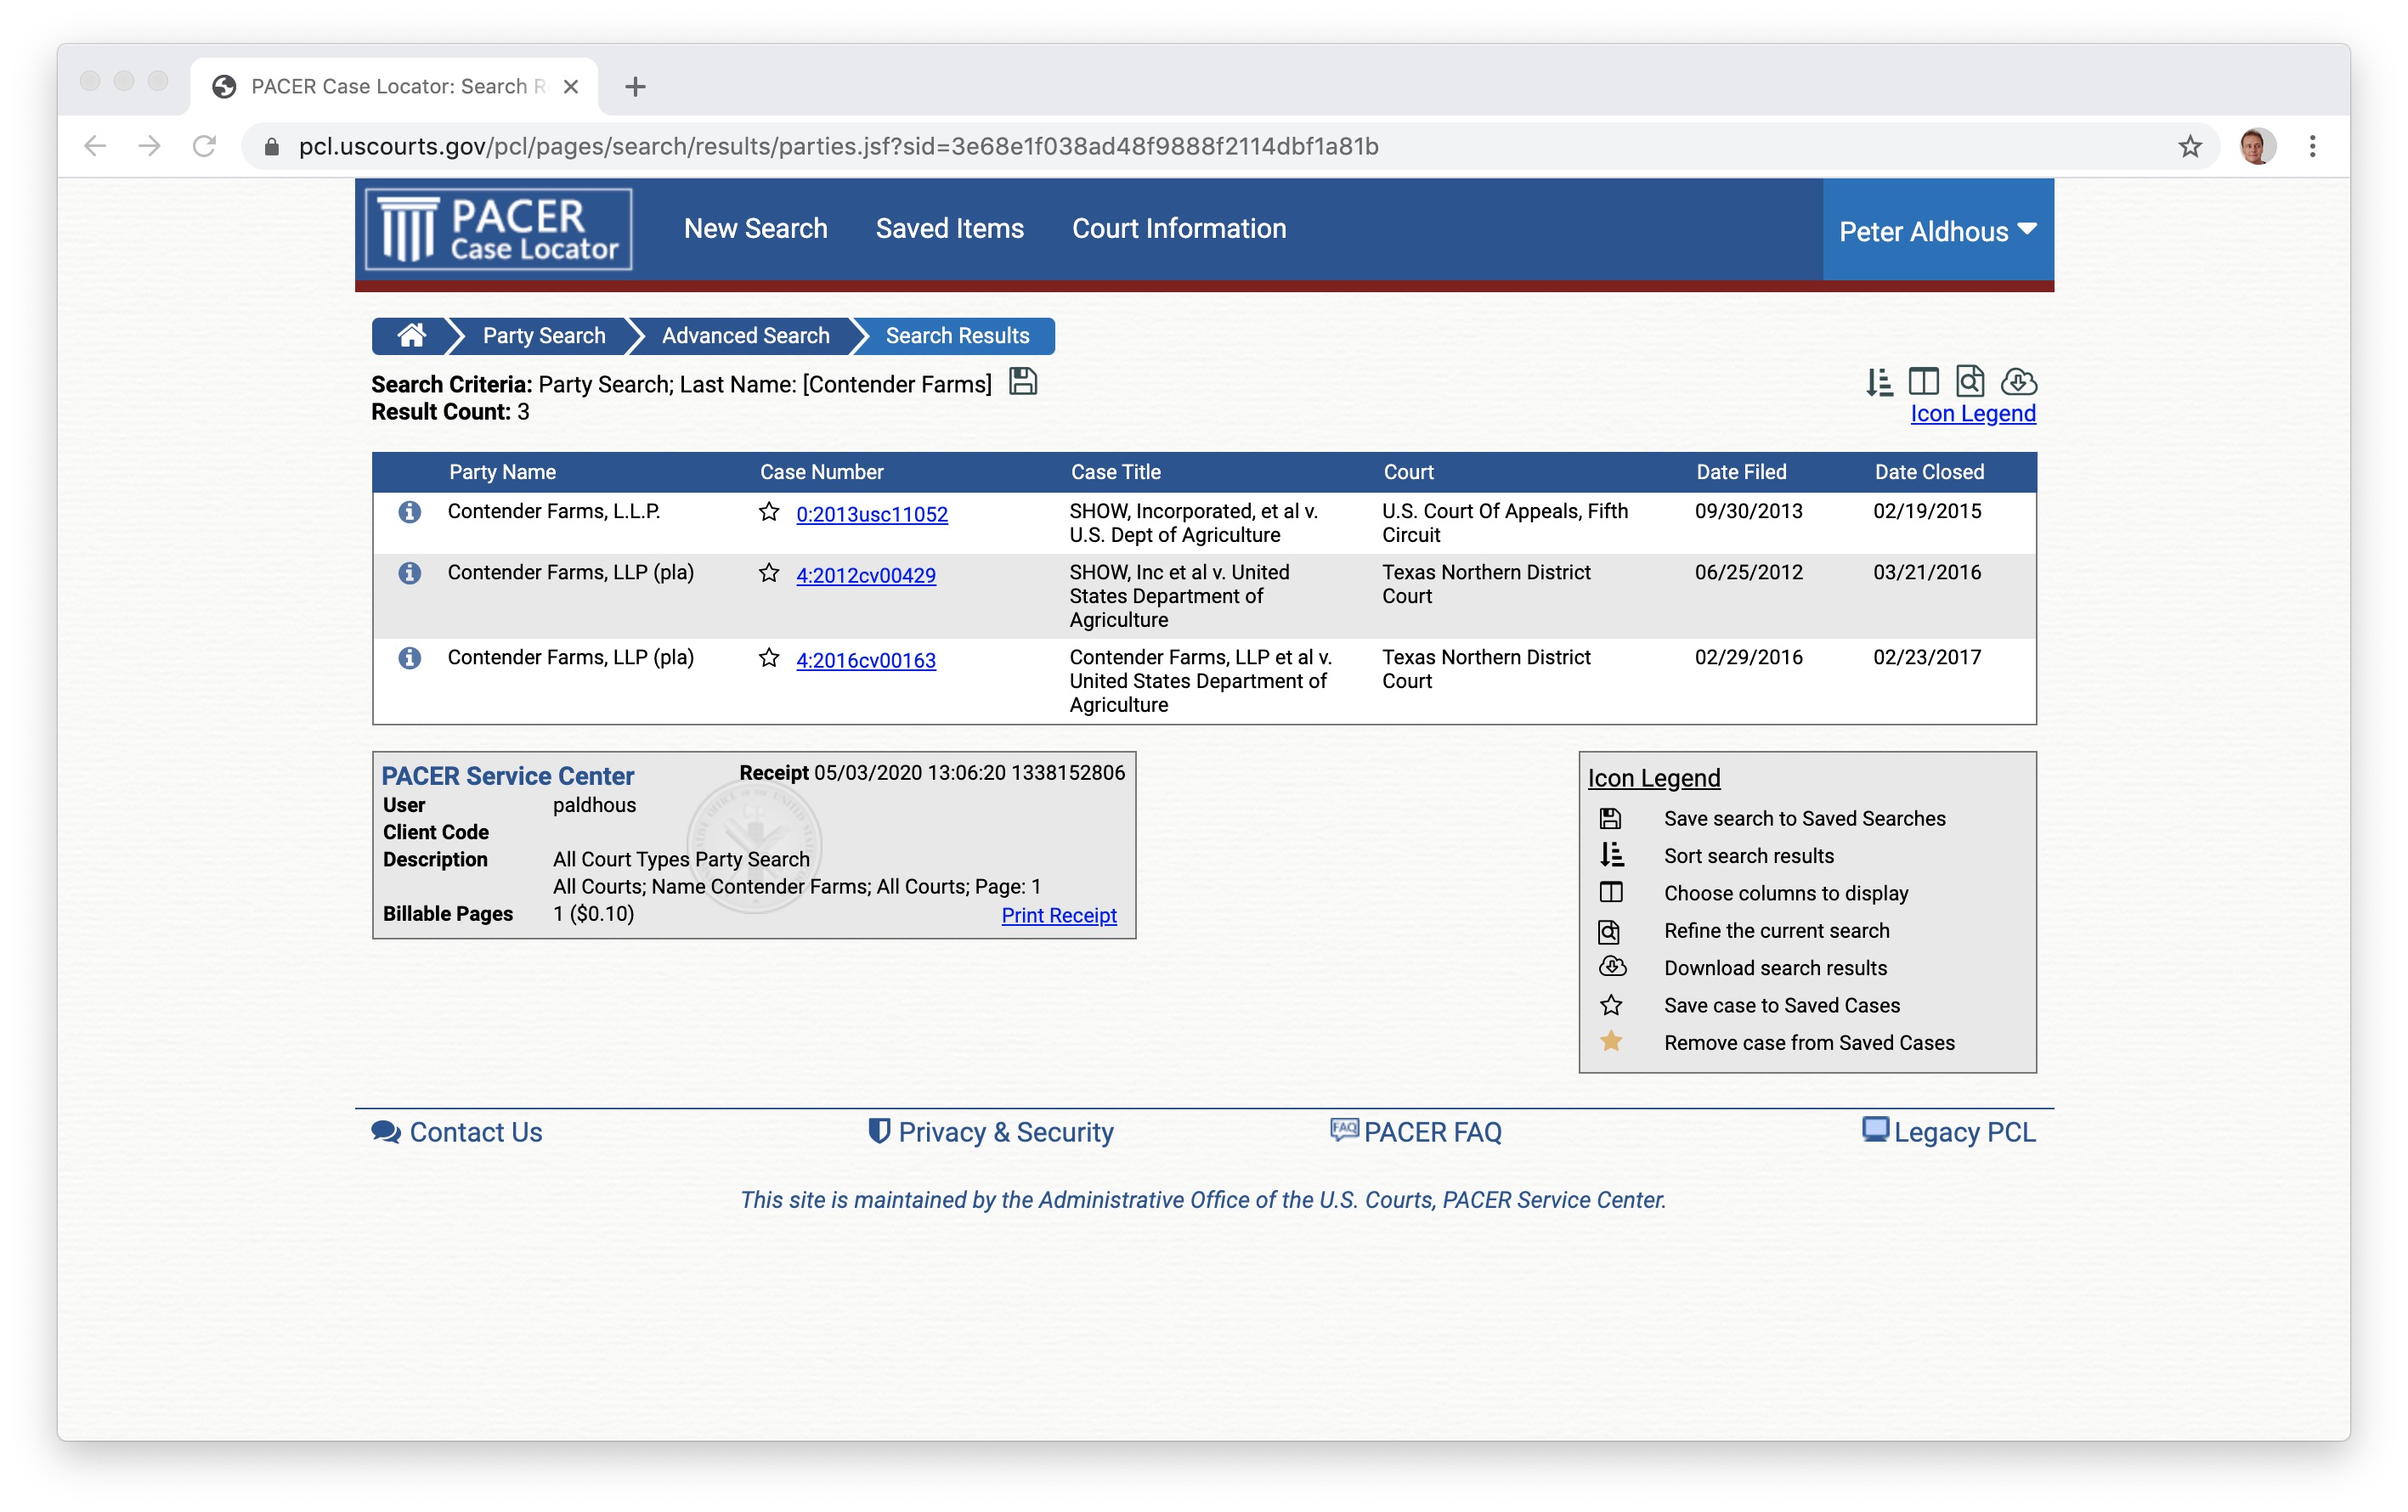 PACER Case Locator: Search R
pcl.uscourts.gov/pcl/pages/search/results/parties.jsf?sid=3e68e1f038ad48f9888f2114dbf1a81b
PACER
Case Locator
New Search Saved Items Court Information Peter Aldhous
Party Search Advanced Search Search Results
Search Criteria: Party Search; Last Name: [Contender Farms]
Result Count: 3
Icon Legend
Party Name Case Number Case Title Court Date Filed Date Closed
Contender Farms, L.L.P. 0:2013usc11052 SHOW, Incorporated, et al v. U.S. Court Of Appeals, Fifth 09/30/2013 02/19/2015
U.S. Dept of Agriculture Circuit
Contender Farms, LLP (pla) 4:2012cv00429 SHOW, Inc et al v. United Texas Northern District 06/25/2012 03/21/2016
States Department of Court
Agriculture
Contender Farms, LLP (pla) 4:2016cv00163 Contender Farms, LLP et al v. Texas Northern District 02/29/2016 02/23/2017
United States Department of Court
Agriculture
PACER Service Center Receipt 05/03/2020 13:06:20 1338152806
User paldhous
Client Code
Description All Court Types Party Search
All Courts; Name Contender Farms; All Courts; Page: 1
Billable Pages 1 ($0.10) Print Receipt
Icon Legend
Save search to Saved Searches
Sort search results
Choose columns to display
Refine the current search
Download search results
Save case to Saved Cases
Remove case from Saved Cases
Contact Us Privacy & Security FAQ PACER FAQ Legacy PCL
This site is maintained by the Administrative Office of the U.S. Courts, PACER Service Center.